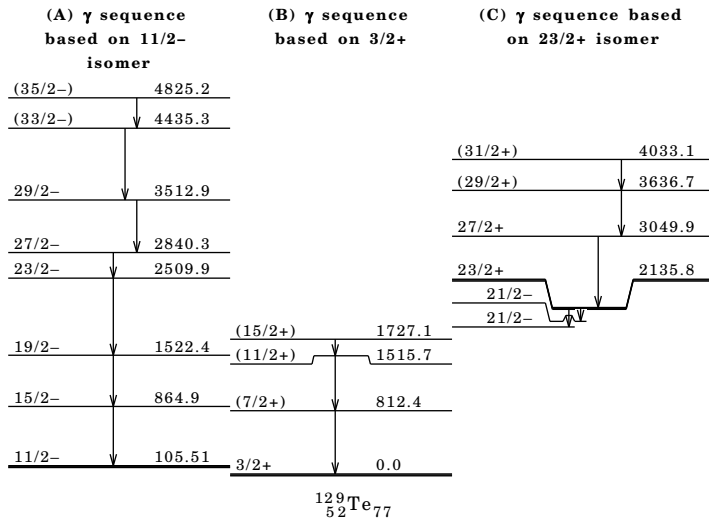 (A) γ sequence
based on 11/2−
isomer
(35/2−) 4825.2
(33/2−) 4435.3
29/2− 3512.9
27/2− 2840.3
23/2− 2509.9
19/2− 1522.4
15/2− 864.9
11/2− 105.51
(B) γ sequence
based on 3/2+
(15/2+) 1727.1
(11/2+) 1515.7
(7/2+) 812.4
3/2+ 0.0
(C) γ sequence based
on 23/2+ isomer
(31/2+) 4033.1
(29/2+) 3636.7
27/2+ 3049.9
23/2+ 2135.8
21/2−
21/2−
¹²⁹₅₂Te₇₇